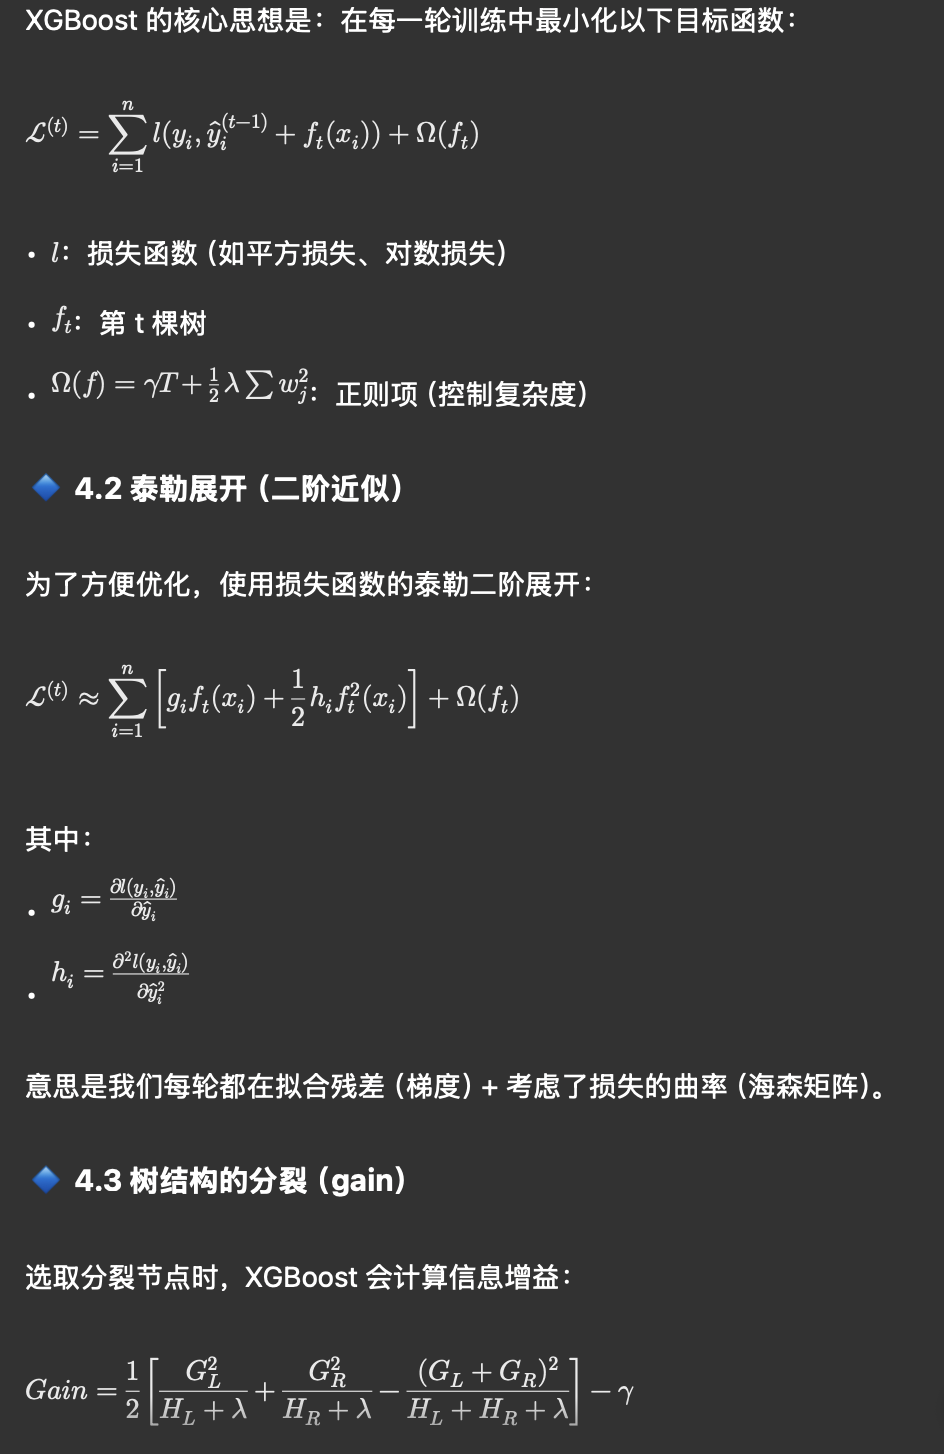 XGBoost 的核心思想是：在每一轮训练中最小化以下目标函数：
$\mathcal{L}^{(t)} = \sum_{i=1}^{n} l(y_i, \hat{y}_i^{(t-1)} + f_t(x_i)) + \Omega(f_t)$
• $l$：损失函数（如平方损失、对数损失）
• $f_t$：第 t 棵树
• $\Omega(f) = \gamma T + \frac{1}{2} \lambda \sum w_j^2$：正则项（控制复杂度）
🔷 4.2 泰勒展开（二阶近似）
为了方便优化，使用损失函数的泰勒二阶展开：
$\mathcal{L}^{(t)} \approx \sum_{i=1}^{n} \left[ g_i f_t(x_i) + \frac{1}{2} h_i f_t^2(x_i) \right] + \Omega(f_t)$
其中：
• $g_i = \frac{\partial l(y_i, \hat{y}_i)}{\partial \hat{y}_i}$
• $h_i = \frac{\partial^2 l(y_i, \hat{y}_i)}{\partial \hat{y}_i^2}$
意思是我们每轮都在拟合残差（梯度）+ 考虑了损失的曲率（海森矩阵）。
🔷 4.3 树结构的分裂（gain）
选取分裂节点时，XGBoost 会计算信息增益：
$Gain = \frac{1}{2} \left[ \frac{G_L^2}{H_L + \lambda} + \frac{G_R^2}{H_R + \lambda} - \frac{(G_L + G_R)^2}{H_L + H_R + \lambda} \right] - \gamma$